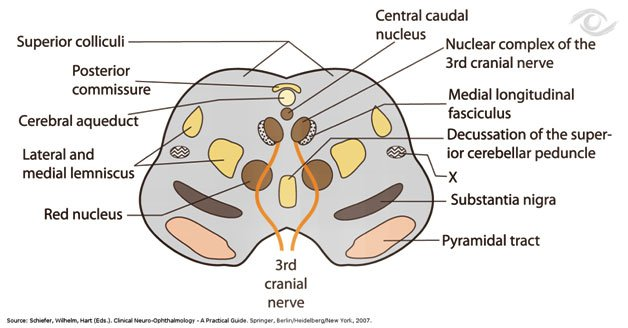 Central caudal
nucleus
Superior colliculi
Nuclear complex of the
3rd cranial nerve
Posterior
commissure
Medial longitudinal
fasciculus
Cerebral aqueduct
Decussation of the super-
ior cerebellar peduncle
Lateral and
medial lemniscus
X
Substantia nigra
Red nucleus
Pyramidal tract
3rd
cranial
nerve
Source: Schiefer, Wilhelm, Hart (Eds.). Clinical Neuro-Ophthalmology - A Practical Guide. Springer, Berlin/Heidelberg/New York, 2007.